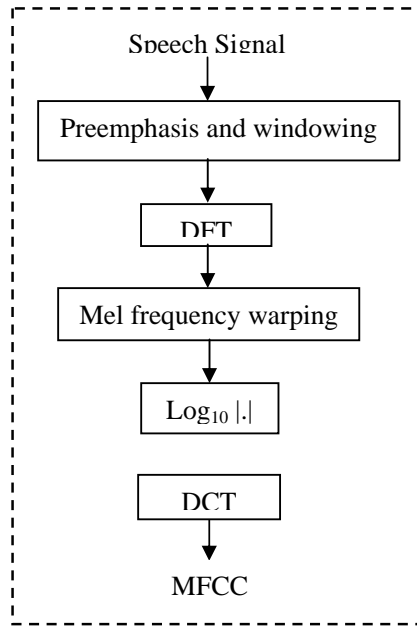 Speech Signal
Preemphasis and windowing
DFT
Mel frequency warping
Log₁₀ |.|
DCT
MFCC